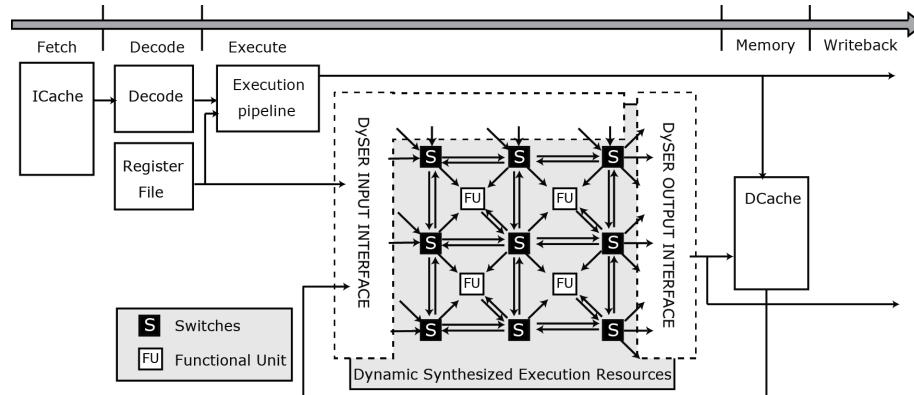 Fetch
Decode
Execute
Memory
Writeback
ICache
Decode
Execution
pipeline
Register
File
DySER INPUT INTERFACE
DySER OUTPUT INTERFACE
S
S
S
FU
FU
S
S
S
FU
FU
S
S
S
DCache
S Switches
FU Functional Unit
Dynamic Synthesized Execution Resources